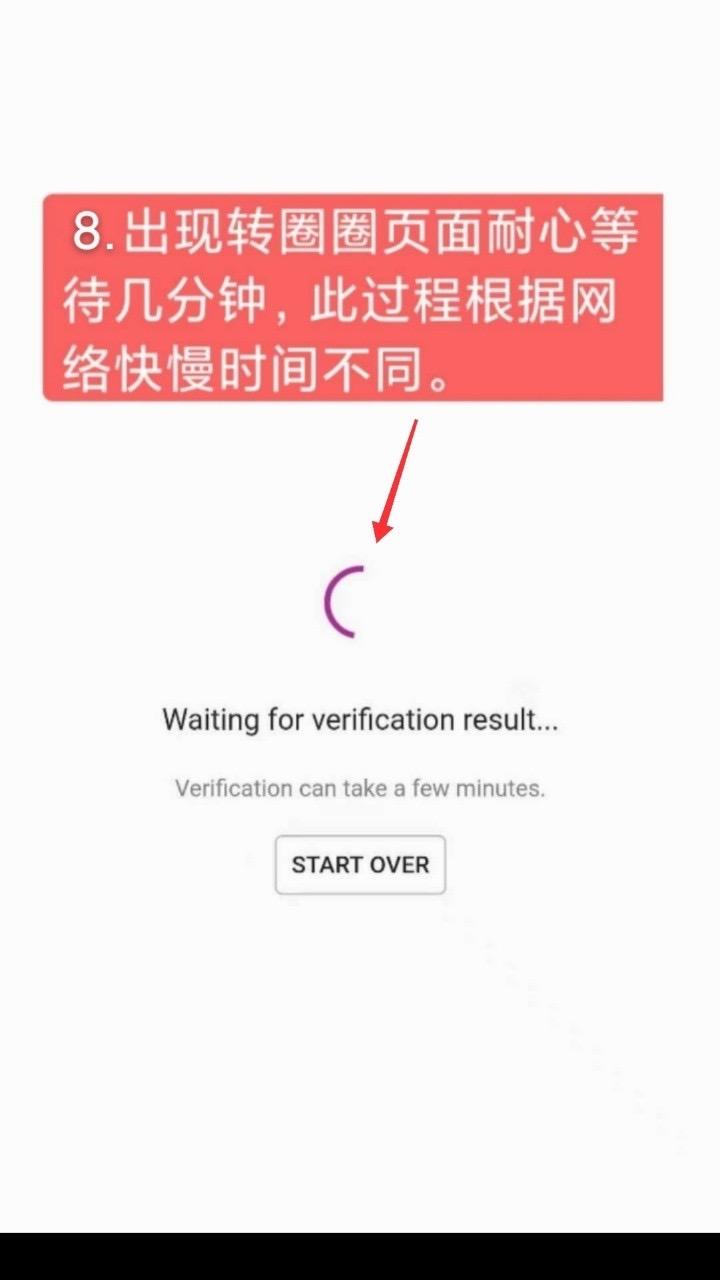 8.出现转圈圈页面耐心等
待几分钟，此过程根据网
络快慢时间不同。
Waiting for verification result...
Verification can take a few minutes.
START OVER